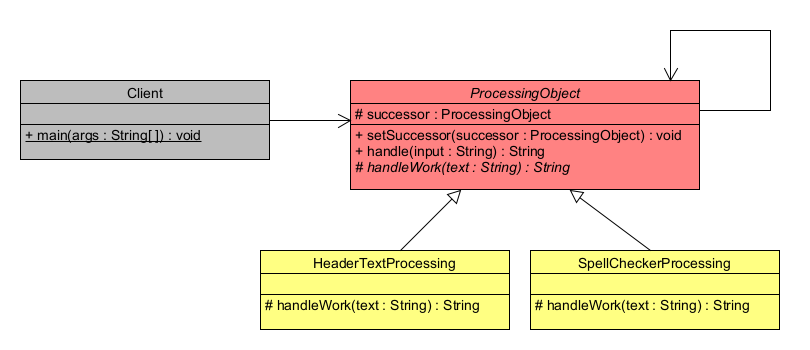 Client
+ main(args : String[]) : void
ProcessingObject
# successor : ProcessingObject
+ setSuccessor(successor : ProcessingObject) : void
+ handle(input : String) : String
# handleWork(text : String) : String
HeaderTextProcessing
# handleWork(text : String) : String
SpellCheckerProcessing
# handleWork(text : String) : String